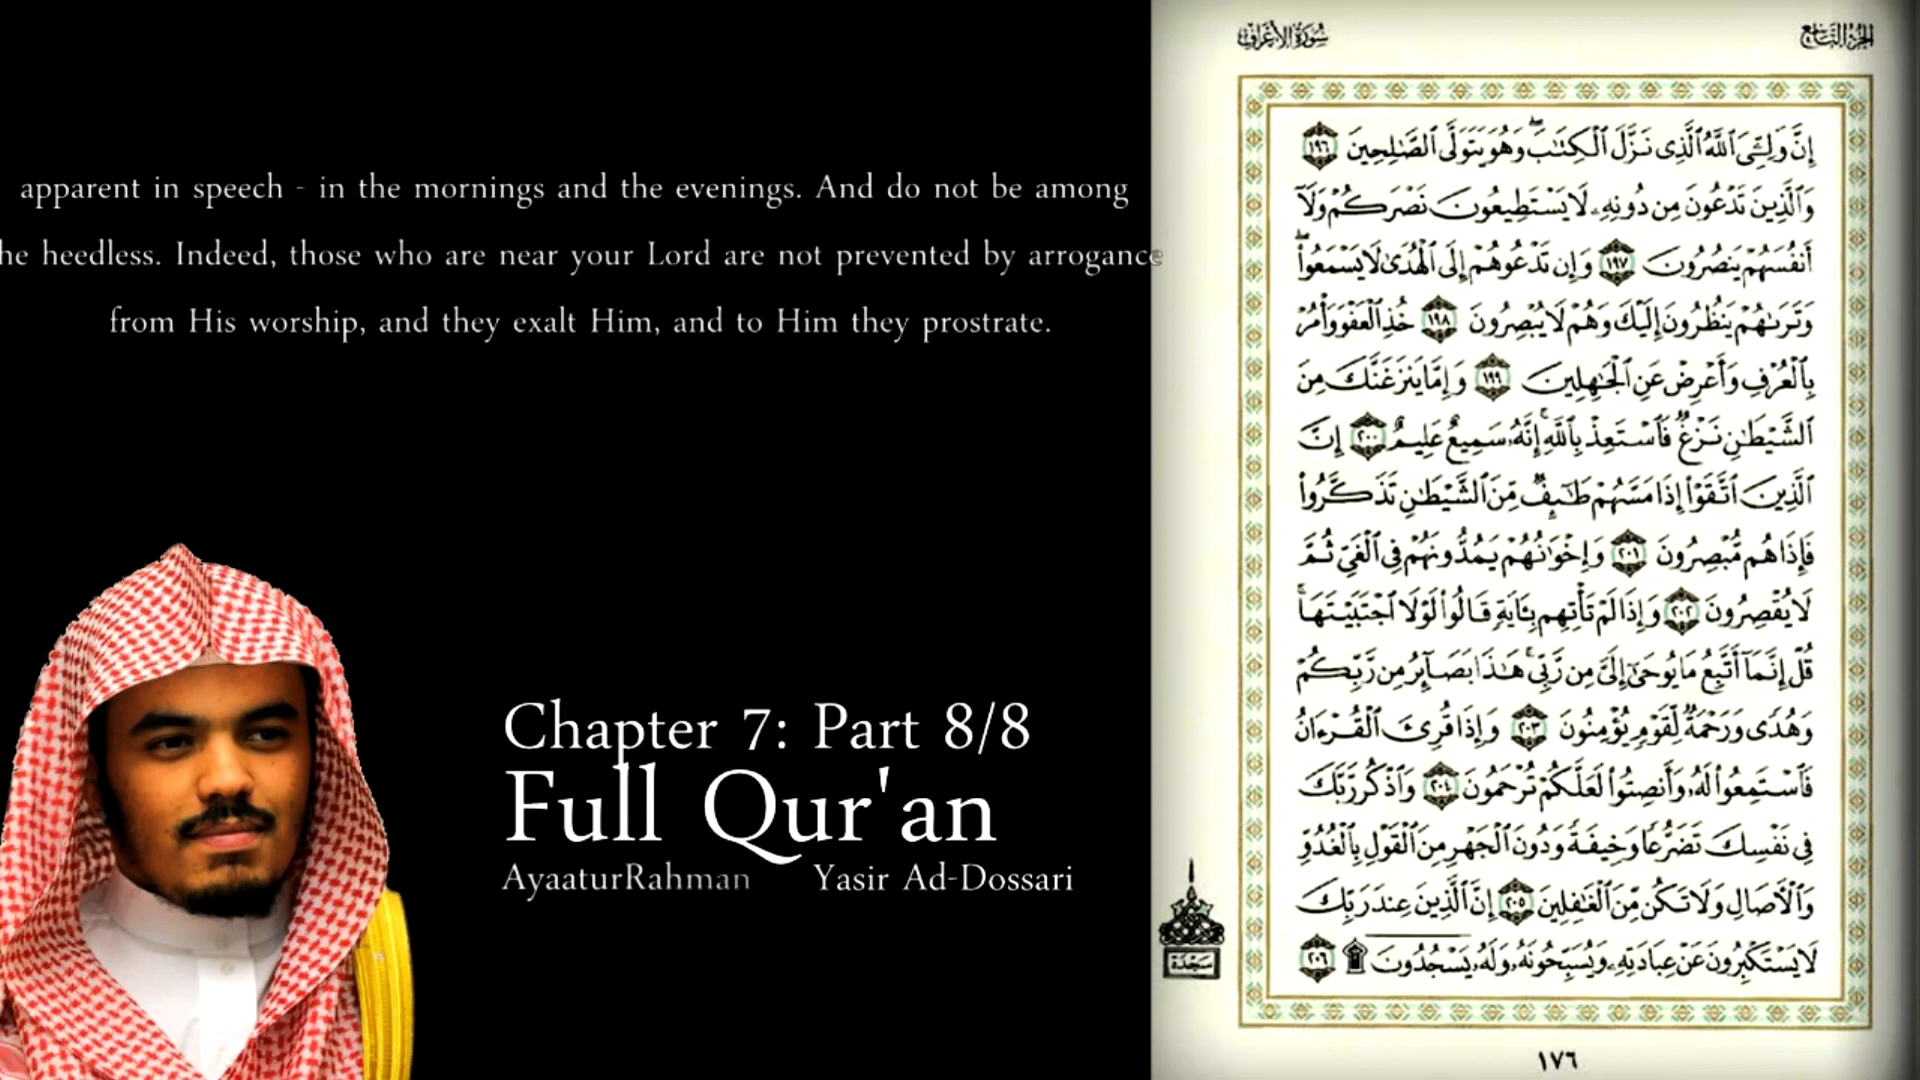 apparent in speech - in the mornings and the evenings. And do not be among
he heedless. Indeed, those who are near your Lord are not prevented by arrogance
from His worship, and they exalt Him, and to Him they prostrate.
Chapter 7: Part 8/8
Full Qur'an
AyaaturRahman Yasir Ad-Dossari
الجزء التاسع
سورة الأعراف
إِنَّ وَلِـِّۧيَ ٱللَّهُ ٱلَّذِى نَزَّلَ ٱلْكِتَٰبَ ۖ وَهُوَ يَتَوَلَّى ٱلصَّٰلِحِينَ ١٩٦
وَٱلَّذِينَ تَدْعُونَ مِن دُونِهِۦ لَا يَسْتَطِيعُونَ نَصْرَكُمْ وَلَآ
أَنفُسَهُمْ يَنصُرُونَ ١٩٧ وَإِن تَدْعُوهُمْ إِلَى ٱلْهُدَىٰ لَا يَسْمَعُوا۟ ۖ
وَتَرَىٰهُمْ يَنظُرُونَ إِلَيْكَ وَهُمْ لَا يُبْصِرُونَ ١٩٨ خُذِ ٱلْعَفْوَ وَأْمُرْ
بِٱلْعُرْفِ وَأَعْرِضْ عَنِ ٱلْجَٰهِلِينَ ١٩٩ وَإِمَّا يَنزَغَنَّكَ مِنَ
ٱلشَّيْطَٰنِ نَزْغٌ فَٱسْتَعِذْ بِٱللَّهِ ۚ إِنَّهُۥ سَمِيعٌ عَلِيمٌ ٢٠٠ إِنَّ
ٱلَّذِينَ ٱتَّقَوْا۟ إِذَا مَسَّهُمْ طَٰٓئِفٌ مِّنَ ٱلشَّيْطَٰنِ تَذَكَّرُوا۟
فَإِذَا هُم مُّبْصِرُونَ ٢٠١ وَإِخْوَٰنُهُمْ يَمُدُّونَهُمْ فِى ٱلْغَىِّ ثُمَّ
لَا يُقْصِرُونَ ٢٠٢ وَإِذَا لَمْ تَأْتِهِم بِـَٔايَةٍ قَالُوا۟ لَوْلَا ٱجْتَبَيْتَهَا ۚ
قُلْ إِنَّمَآ أَتَّبِعُ مَا يُوحَىٰٓ إِلَىَّ مِن رَّبِّى ۚ هَٰذَا بَصَآئِرُ مِن رَّبِّكُمْ
وَهُدًى وَرَحْمَةٌ لِّقَوْمٍ يُؤْمِنُونَ ٢٠٣ وَإِذَا قُرِئَ ٱلْقُرْءَانُ
فَٱسْتَمِعُوا۟ لَهُۥ وَأَنصِتُوا۟ لَعَلَّكُمْ تُرْحَمُونَ ٢٠٤ وَٱذْكُر رَّبَّكَ
فِى نَفْسِكَ تَضَرُّعًا وَخِيفَةً وَدُونَ ٱلْجَهْرِ مِنَ ٱلْقَوْلِ بِٱلْغُدُوِّ
وَٱلْءَاصَالِ وَلَا تَكُن مِّنَ ٱلْغَٰفِلِينَ ٢٠٥ إِنَّ ٱلَّذِينَ عِندَ رَبِّكَ
لَا يَسْتَكْبِرُونَ عَنْ عِبَادَتِهِۦ وَيُسَبِّحُونَهُۥ وَلَهُۥ يَسْجُدُونَ ۩ ٢٠٦
سجدة
١٧٦